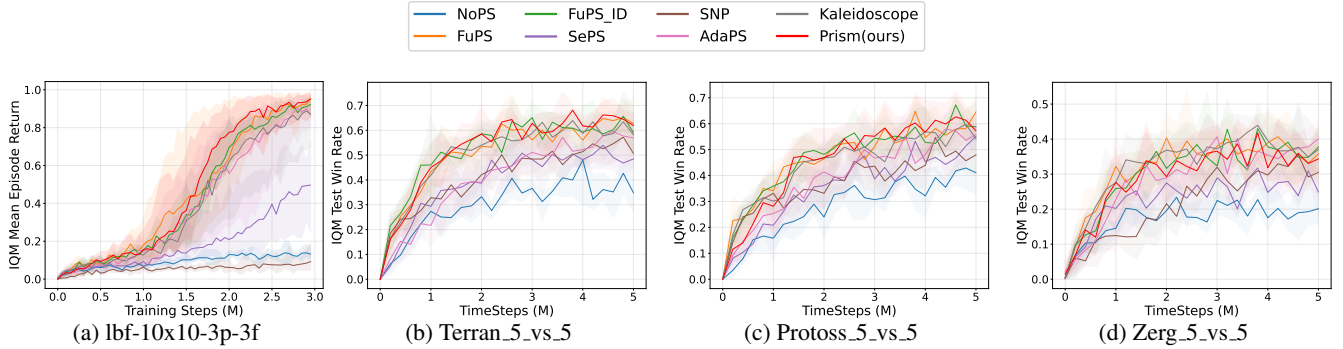 NoPS FuPS_ID SNP Kaleidoscope
FuPS SePS AdaPS Prism(ours)
IQM Mean Episode Return
1.0
0.8
0.6
0.4
0.2
0.0
0.0 0.5 1.0 1.5 2.0 2.5 3.0
Training Steps (M)
(a) lbf-10x10-3p-3f
IQM Test Win Rate
0.7
0.6
0.5
0.4
0.3
0.2
0.1
0.0
0 1 2 3 4 5
TimeSteps (M)
(b) Terran_5_vs_5
IQM Test Win Rate
0.7
0.6
0.5
0.4
0.3
0.2
0.1
0.0
0 1 2 3 4 5
TimeSteps (M)
(c) Protoss_5_vs_5
IQM Test Win Rate
0.5
0.4
0.3
0.2
0.1
0.0
0 1 2 3 4 5
TimeSteps (M)
(d) Zerg_5_vs_5